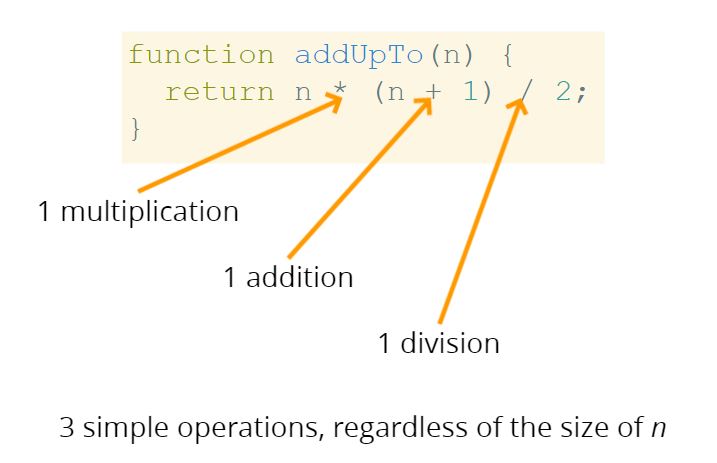 function addUpTo(n) {
  return n * (n + 1) / 2;
}
1 multiplication
1 addition
1 division
3 simple operations, regardless of the size of n